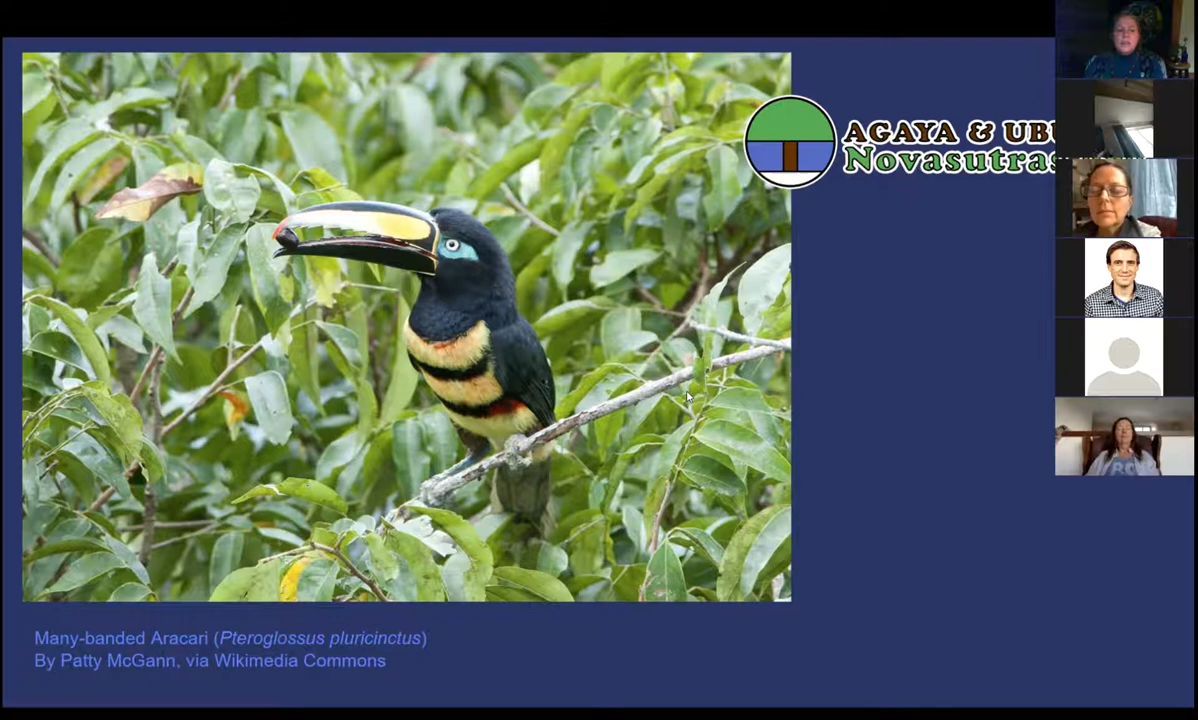 AGAYA & UBU
Novasutras
Many-banded Aracari (Pteroglossus pluricinctus)
By Patty McGann, via Wikimedia Commons